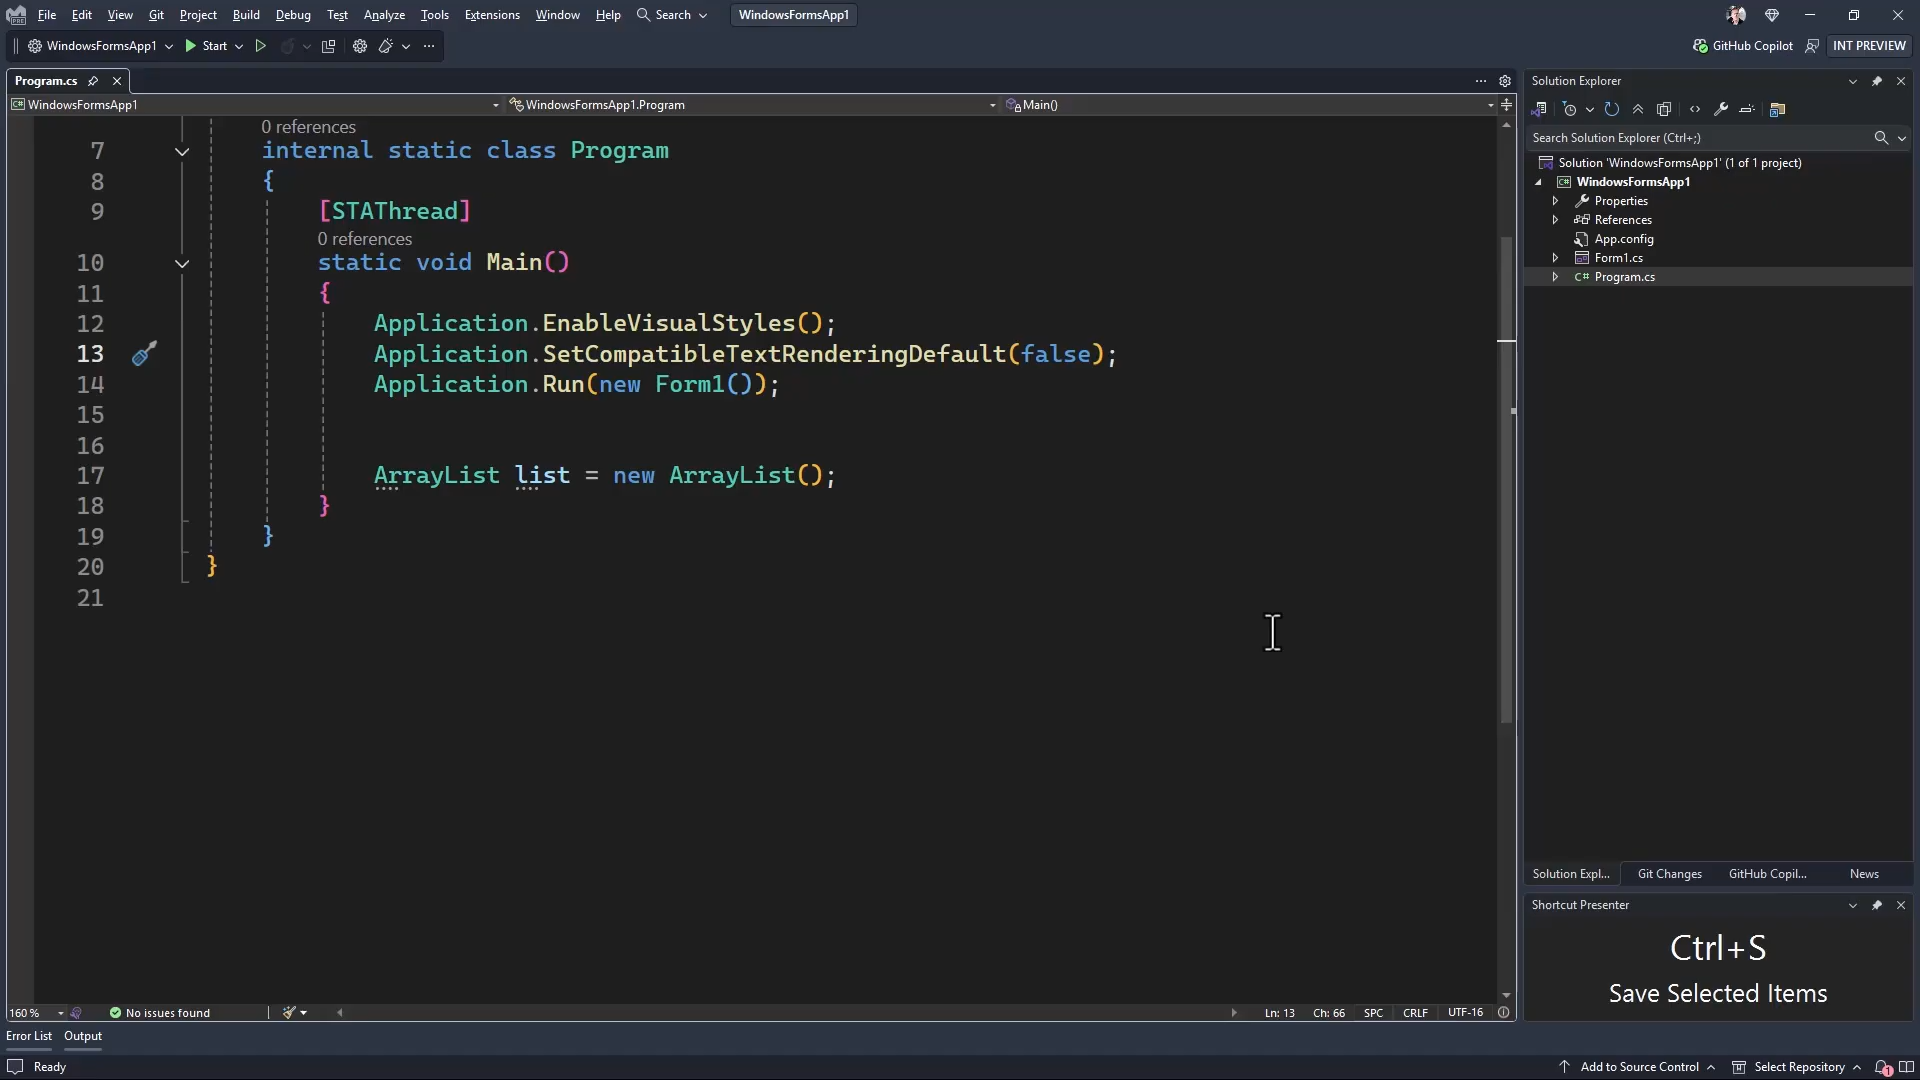 File Edit View Git Project Build Debug Test Analyze Tools Extensions Window Help Search WindowsFormsApp1
WindowsFormsApp1 Start GitHub Copilot INT PREVIEW
Program.cs
WindowsFormsApp1 WindowsFormsApp1.Program Main()
0 references
7 internal static class Program
8 {
9 [STAThread]
0 references
10 static void Main()
11 {
12 Application.EnableVisualStyles();
13 Application.SetCompatibleTextRenderingDefault(false);
14 Application.Run(new Form1());
15
16
17 ArrayList list = new ArrayList();
18 }
19 }
20 }
21
160 % No issues found Ln: 13 Ch: 66 SPC CRLF UTF-16
Error List Output
Ready Add to Source Control Select Repository 1
Solution Explorer
Search Solution Explorer (Ctrl+;)
Solution 'WindowsFormsApp1' (1 of 1 project)
C# WindowsFormsApp1
Properties
References
App.config
Form1.cs
C# Program.cs
Solution Expl... Git Changes GitHub Copil... News
Shortcut Presenter
Ctrl+S
Save Selected Items